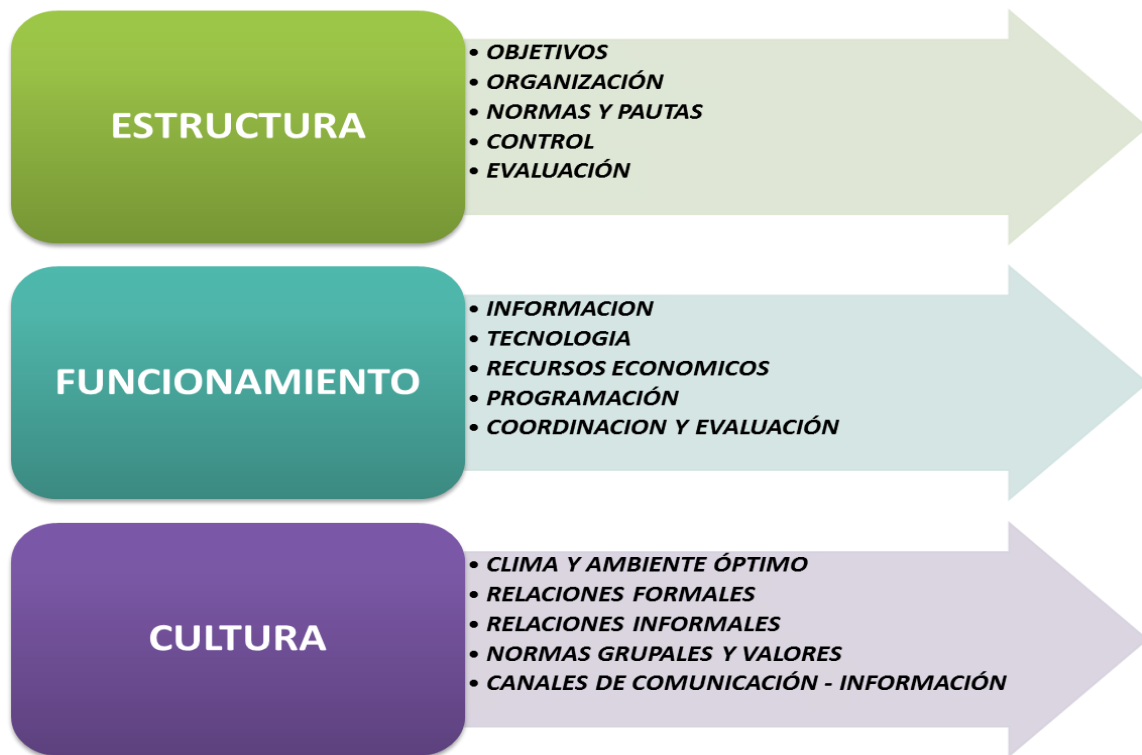 ESTRUCTURA
• OBJETIVOS
• ORGANIZACIÓN
• NORMAS Y PAUTAS
• CONTROL
• EVALUACIÓN
FUNCIONAMIENTO
• INFORMACION
• TECNOLOGIA
• RECURSOS ECONOMICOS
• PROGRAMACIÓN
• COORDINACION Y EVALUACIÓN
CULTURA
• CLIMA Y AMBIENTE ÓPTIMO
• RELACIONES FORMALES
• RELACIONES INFORMALES
• NORMAS GRUPALES Y VALORES
• CANALES DE COMUNICACIÓN - INFORMACIÓN